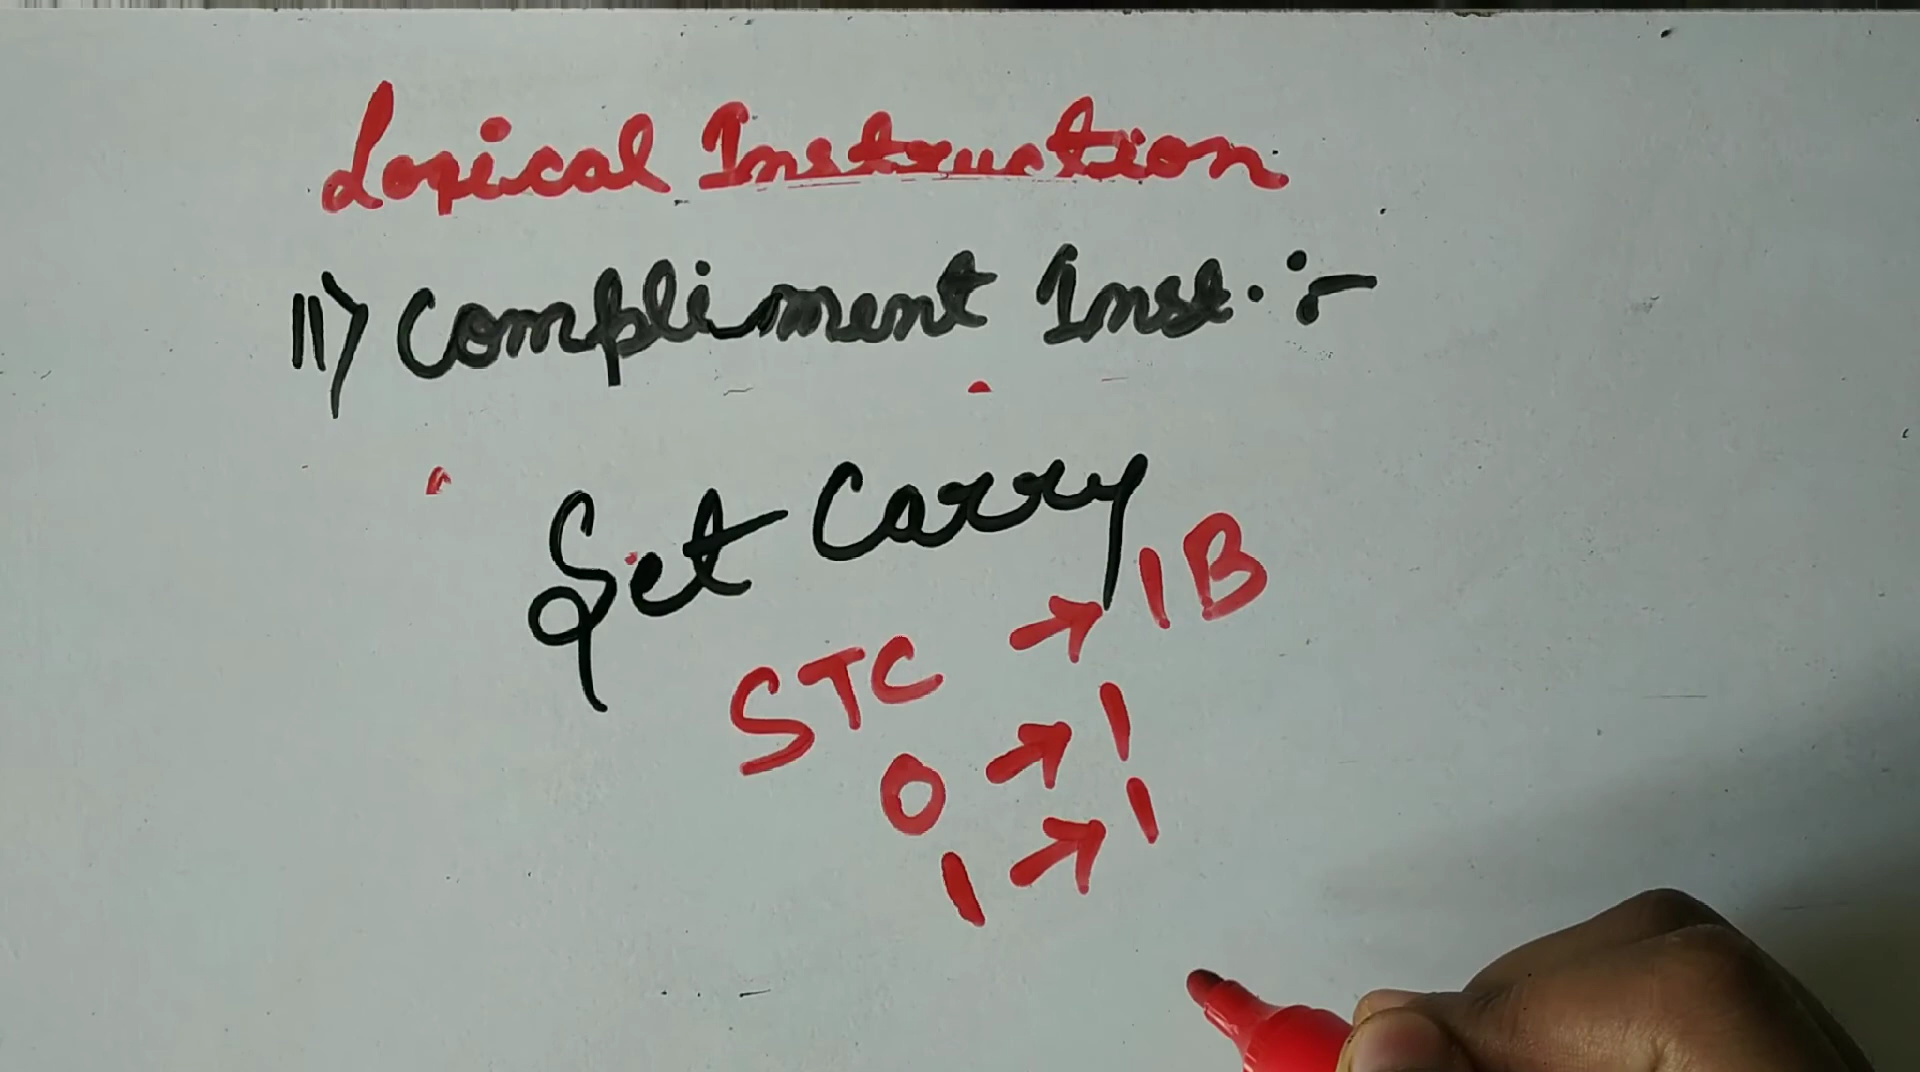 Logical Instruction
11) Compliment Inst. :-
Set Carry
STC → 1B
0 → 1
1 → 1